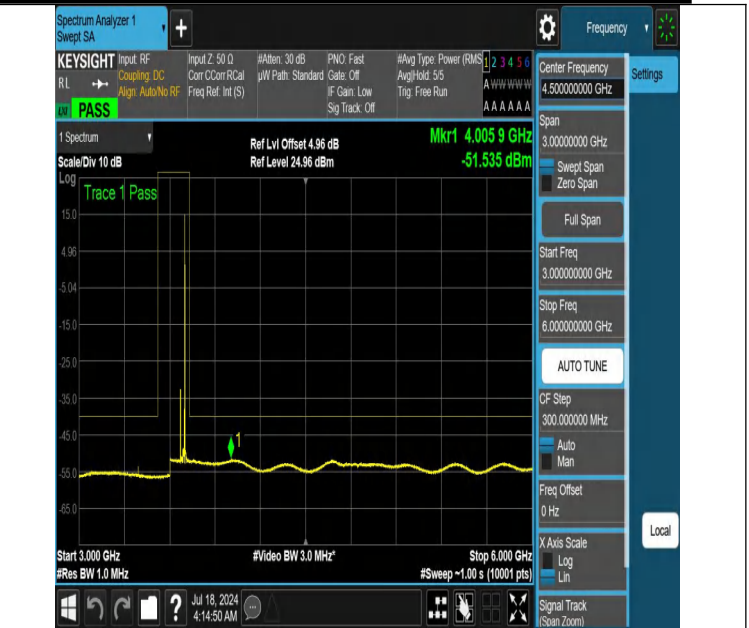 Spectrum Analyzer 1
Swept SA
+
Frequency
KEYSIGHT
RL
LXI
PASS
Input: RF
Coupling: DC
Align: Auto/No RF
Input Z: 50 Ω
Corr CCorr RCal
Freq Ref: Int (S)
#Atten: 30 dB
µW Path: Standard
PNO: Fast
Gate: Off
IF Gain: Low
Sig Track: Off
#Avg Type: Power (RMS
Avg|Hold: 5/5
Trig: Free Run
1 2 3 4 5 6
A W W W W W
A A A A A A
1 Spectrum
Scale/Div 10 dB
Ref Lvl Offset 4.96 dB
Ref Level 24.96 dBm
Mkr1 4.005 9 GHz
-51.535 dBm
Log
Trace 1 Pass
15.0
4.96
-5.04
-15.0
-25.0
-35.0
-45.0
-55.0
-65.0
1
Start 3.000 GHz
#Res BW 1.0 MHz
#Video BW 3.0 MHz*
Stop 6.000 GHz
#Sweep ~1.00 s (10001 pts)
?
Jul 18, 2024
4:14:50 AM
Center Frequency
4.500000000 GHz
Span
3.00000000 GHz
Swept Span
Zero Span
Full Span
Start Freq
3.000000000 GHz
Stop Freq
6.000000000 GHz
AUTO TUNE
CF Step
300.000000 MHz
Auto
Man
Freq Offset
0 Hz
X Axis Scale
Log
Lin
Signal Track
(Span Zoom)
Settings
Local